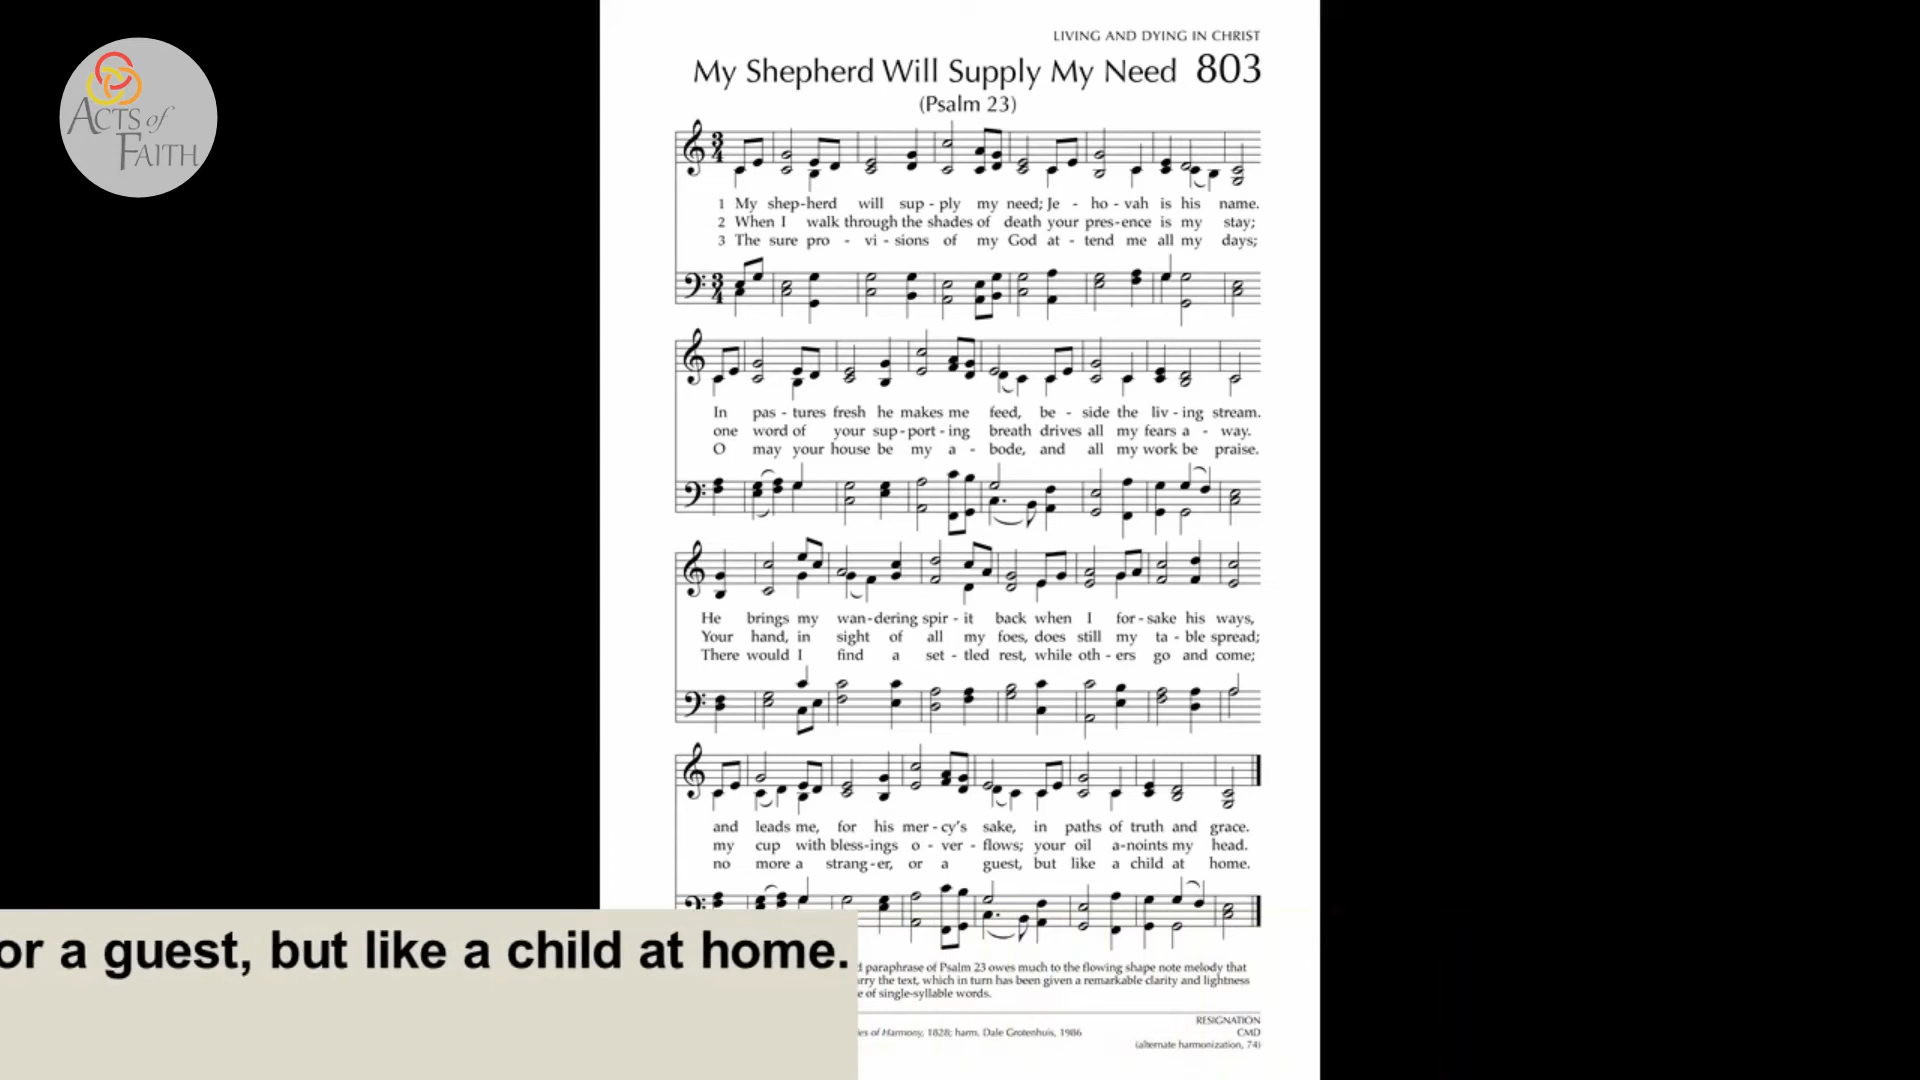 LIVING AND DYING IN CHRIST
My Shepherd Will Supply My Need 803
(Psalm 23)
ACTS of
FAITH
1 My shep-herd will sup - ply my need; Je - ho - vah is his name.
2 When I walk through the shades of death your pres-ence is my stay;
3 The sure pro - vi - sions of my God at - tend me all my days;
In pas - tures fresh he makes me feed, be - side the liv - ing stream.
one word of your sup - port - ing breath drives all my fears a - way.
O may your house be my a - bode, and all my work be praise.
He brings my wan - dering spir - it back when I for - sake his ways,
Your hand, in sight of all my foes, does still my ta - ble spread;
There would I find a set - tled rest, while oth - ers go and come;
and leads me, for his mer - cy's sake, in paths of truth and grace.
my cup with bless-ings o - ver - flows; your oil a-noints my head.
no more a strang-er, or a guest, but like a child at home.
or a guest, but like a child at home.
paraphrase of Psalm 23 owes much to the flowing shape note melody that
the text, which in turn has been given a remarkable clarity and lightness
of single-syllable words.
RESIGNATION
of Harmony, 1828; harm. Dale Grotenhuis, 1986
CMD
(alternate harmonization, 74)